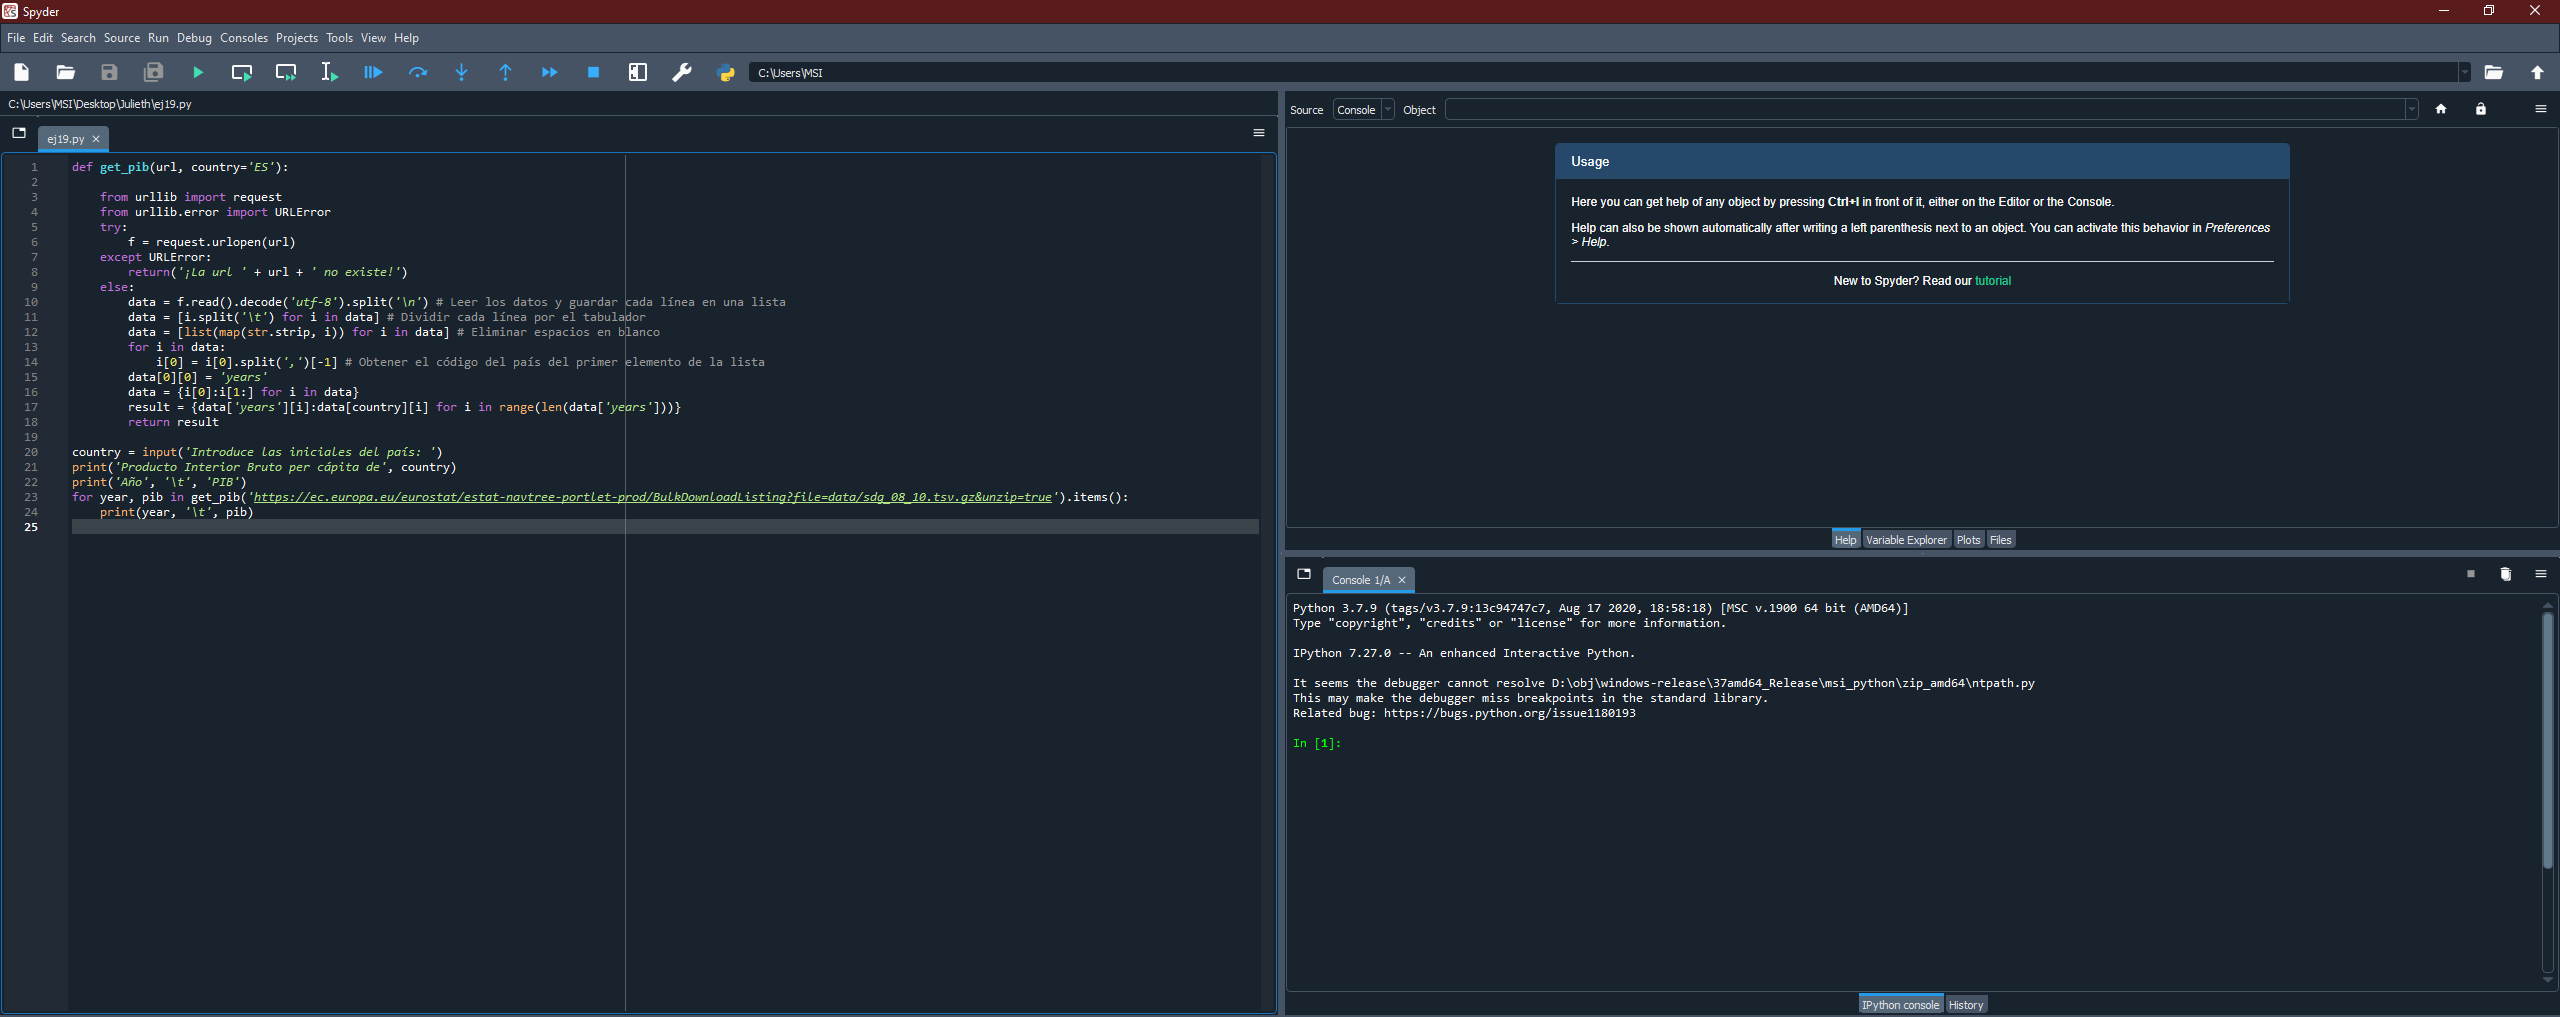 Spyder
File Edit Search Source Run Debug Consoles Projects Tools View Help
C:\Users\MSI
C:\Users\MSI\Desktop\Julieth\ej19.py
ej19.py
1 def get_pib(url, country='ES'):
2
3 from urllib import request
4 from urllib.error import URLError
5 try:
6 f = request.urlopen(url)
7 except URLError:
8 return('¡La url ' + url + ' no existe!')
9 else:
10 data = f.read().decode('utf-8').split('\n') # Leer los datos y guardar cada línea en una lista
11 data = [i.split('\t') for i in data] # Dividir cada línea por el tabulador
12 data = [list(map(str.strip, i)) for i in data] # Eliminar espacios en blanco
13 for i in data:
14 i[0] = i[0].split(',')[-1] # Obtener el código del país del primer elemento de la lista
15 data[0][0] = 'years'
16 data = {i[0]:i[1:] for i in data}
17 result = {data['years'][i]:data[country][i] for i in range(len(data['years']))}
18 return result
19
20 country = input('Introduce las iniciales del país: ')
21 print('Producto Interior Bruto per cápita de', country)
22 print('Año', '\t', 'PIB')
23 for year, pib in get_pib('https://ec.europa.eu/eurostat/estat-navtree-portlet-prod/BulkDownloadListing?file=data/sdg_08_10.tsv.gz&unzip=true').items():
24 print(year, '\t', pib)
25
Source Console Object
Usage
Here you can get help of any object by pressing Ctrl+I in front of it, either on the Editor or the Console.
Help can also be shown automatically after writing a left parenthesis next to an object. You can activate this behavior in Preferences
> Help.
New to Spyder? Read our tutorial
Help Variable Explorer Plots Files
Console 1/A
Python 3.7.9 (tags/v3.7.9:13c94747c7, Aug 17 2020, 18:58:18) [MSC v.1900 64 bit (AMD64)]
Type "copyright", "credits" or "license" for more information.
IPython 7.27.0 -- An enhanced Interactive Python.
It seems the debugger cannot resolve D:\obj\windows-release\37amd64_Release\msi_python\zip_amd64\ntpath.py
This may make the debugger miss breakpoints in the standard library.
Related bug: https://bugs.python.org/issue1180193
In [1]:
IPython console History